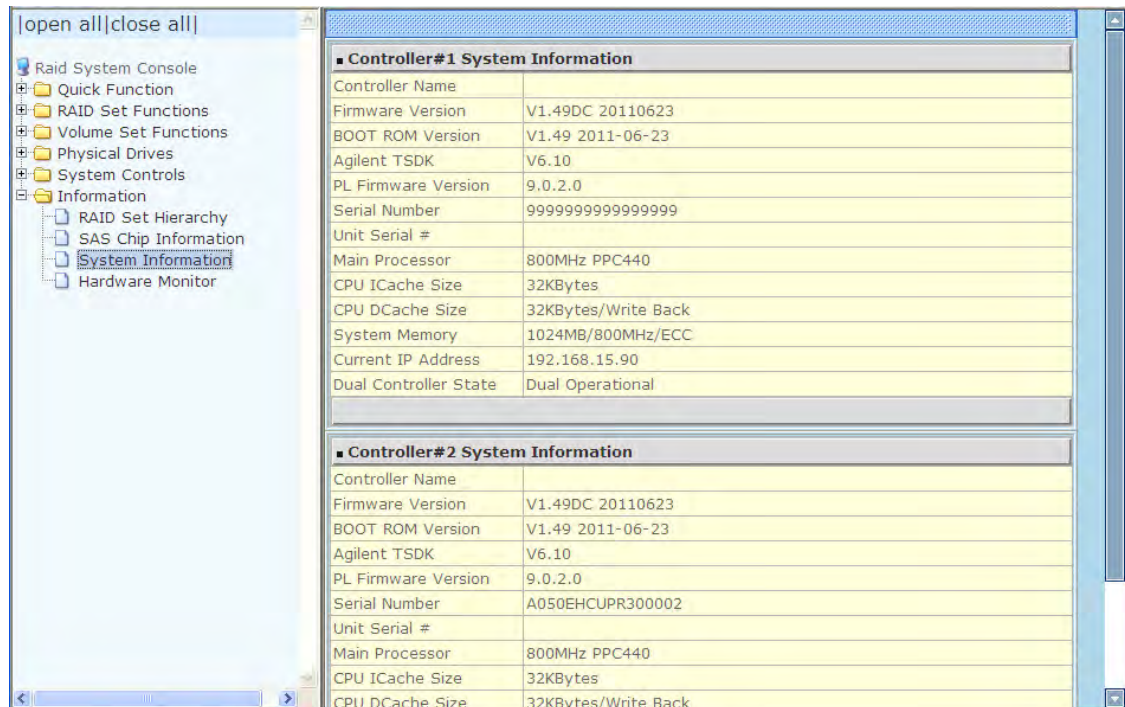 |open all|close all|
Raid System Console
Quick Function
RAID Set Functions
Volume Set Functions
Physical Drives
System Controls
Information
RAID Set Hierarchy
SAS Chip Information
System Information
Hardware Monitor
Controller#1 System Information
Controller Name
Firmware Version V1.49DC 20110623
BOOT ROM Version V1.49 2011-06-23
Agilent TSDK V6.10
PL Firmware Version 9.0.2.0
Serial Number 9999999999999999
Unit Serial #
Main Processor 800MHz PPC440
CPU ICache Size 32KBytes
CPU DCache Size 32KBytes/Write Back
System Memory 1024MB/800MHz/ECC
Current IP Address 192.168.15.90
Dual Controller State Dual Operational
Controller#2 System Information
Controller Name
Firmware Version V1.49DC 20110623
BOOT ROM Version V1.49 2011-06-23
Agilent TSDK V6.10
PL Firmware Version 9.0.2.0
Serial Number A050EHCUPR300002
Unit Serial #
Main Processor 800MHz PPC440
CPU ICache Size 32KBytes
CPU DCache Size 32KBytes/Write Back